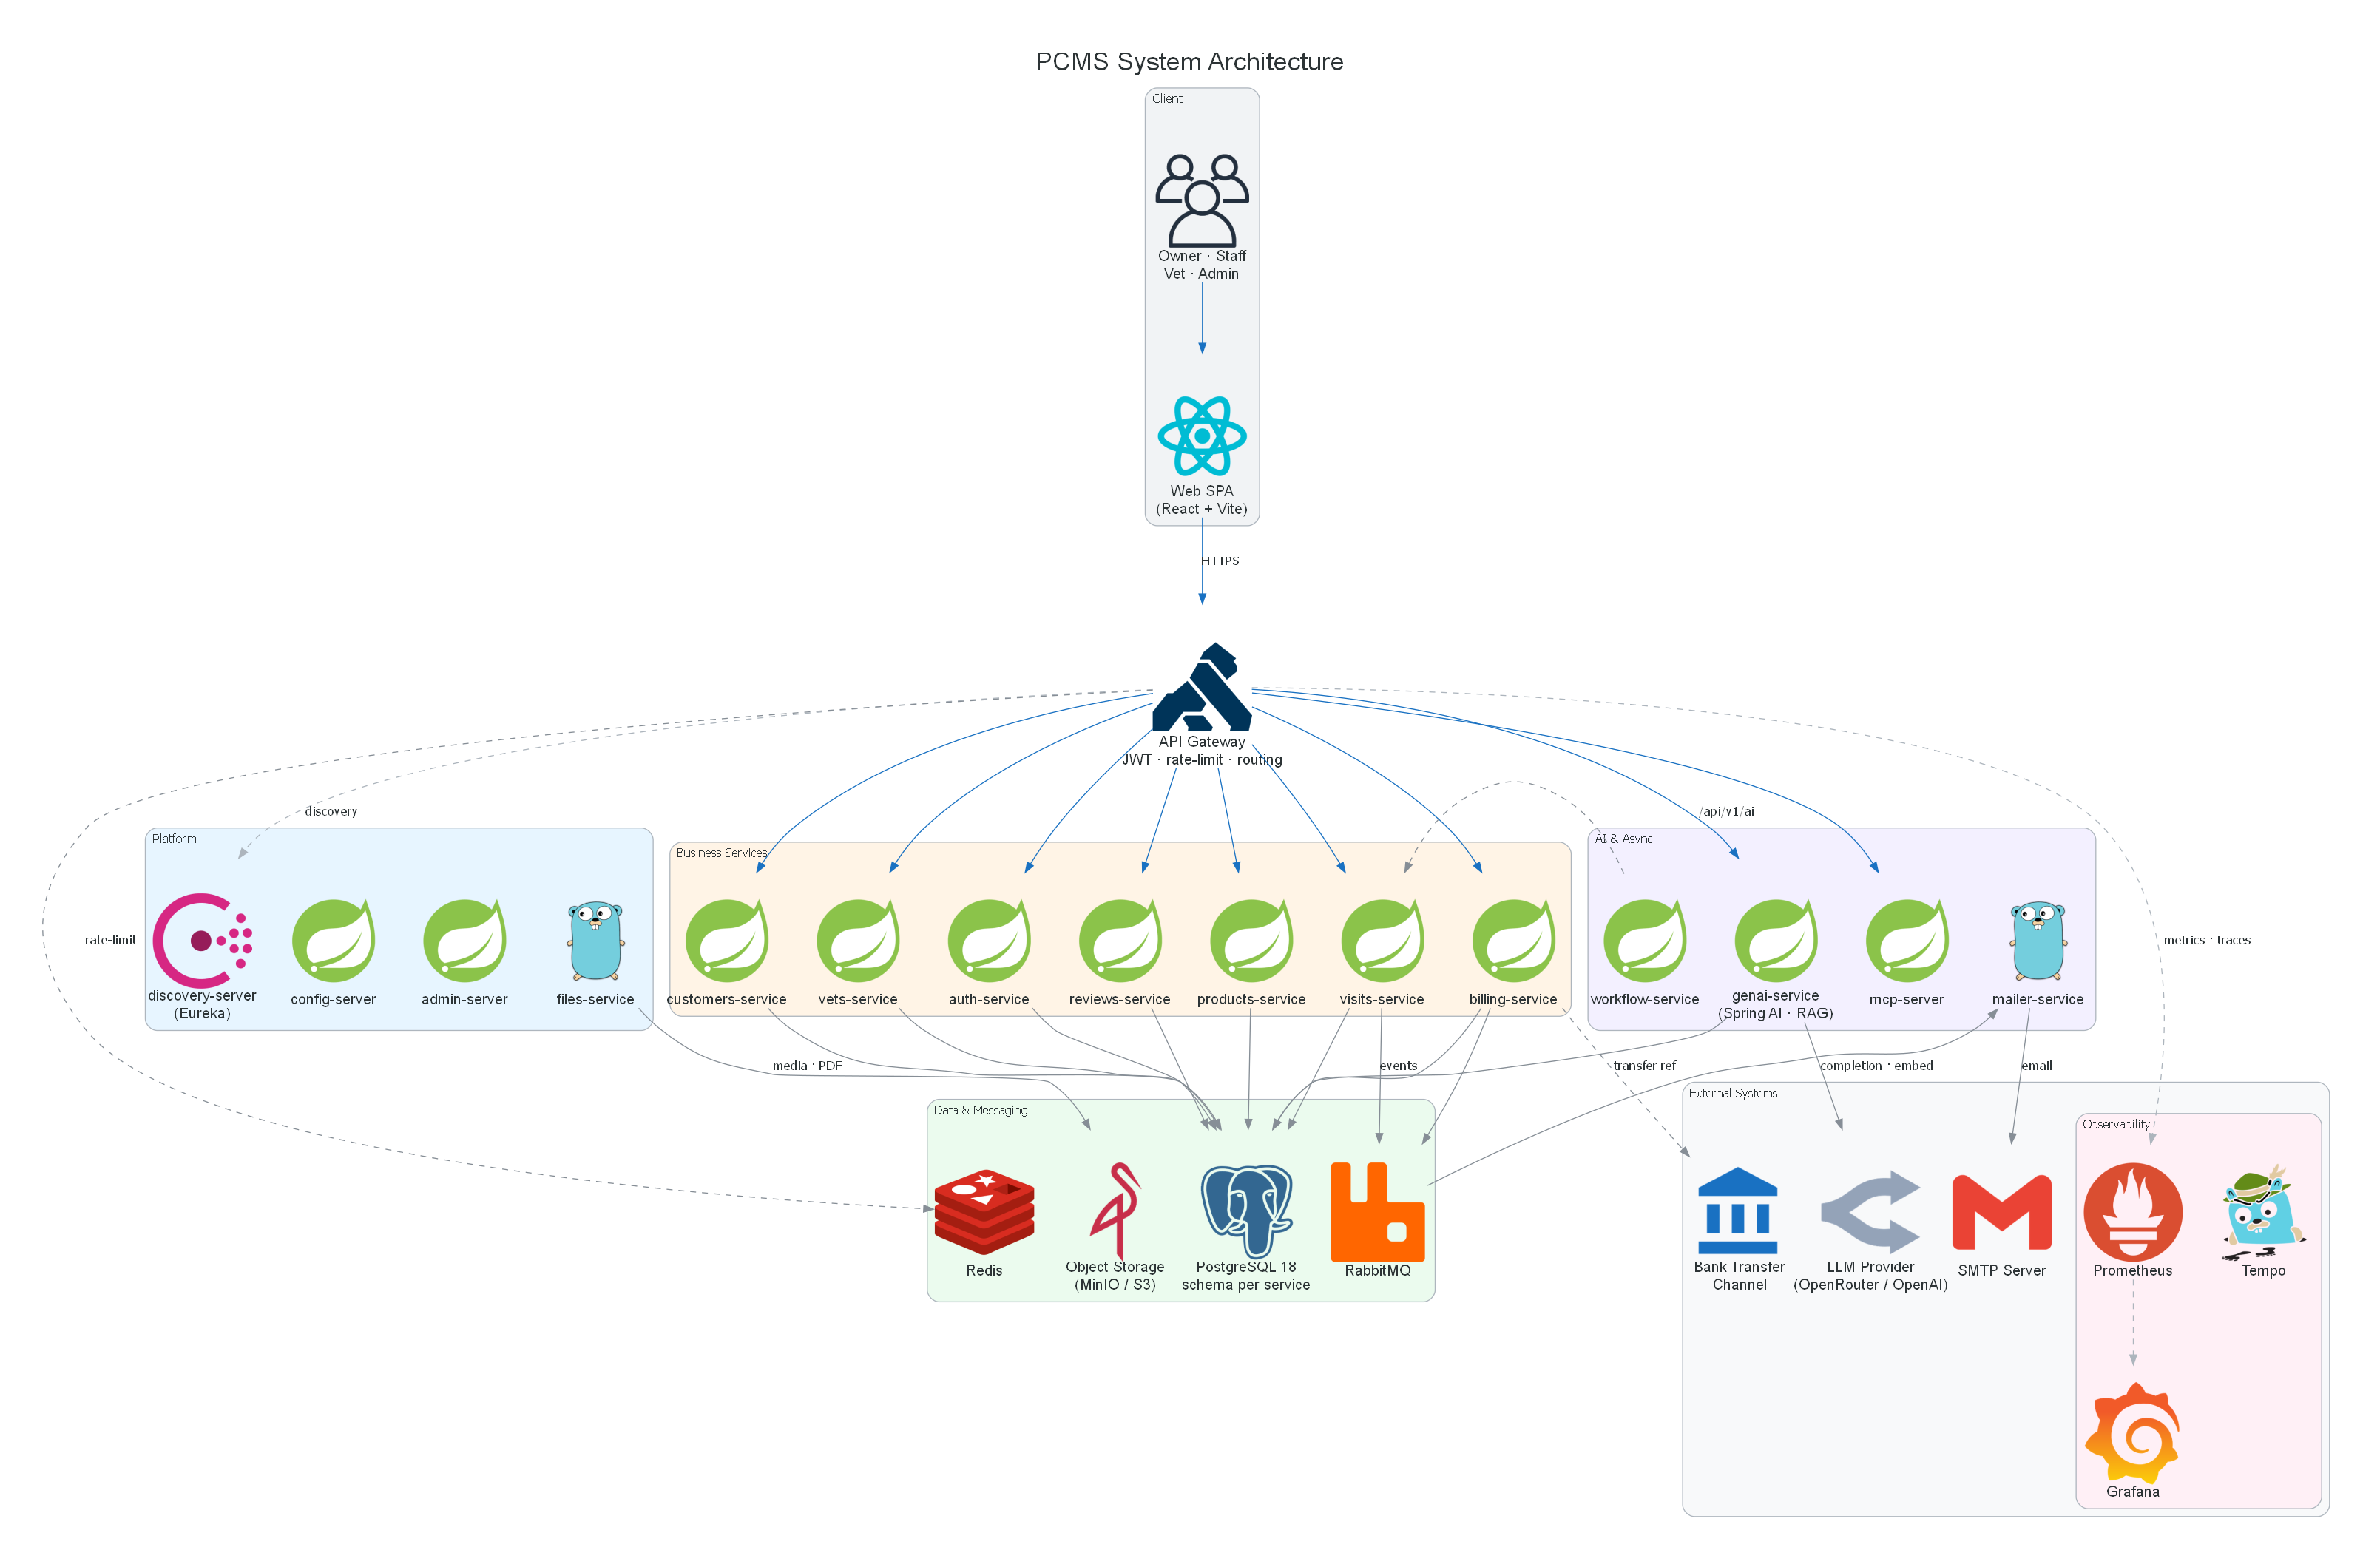 PCMS System Architecture
Client
Owner · Staff
Vet · Admin
Web SPA
(React + Vite)
HTTPS
API Gateway
JWT · rate-limit · routing
discovery
/api/v1/ai
Platform
Business Services
AI & Async
rate-limit
metrics · traces
discovery-server
(Eureka)
config-server
admin-server
files-service
customers-service
vets-service
auth-service
reviews-service
products-service
visits-service
billing-service
workflow-service
genai-service
(Spring AI · RAG)
mcp-server
mailer-service
media · PDF
events
transfer ref
completion · embed
email
External Systems
Data & Messaging
Observability
Redis
Object Storage
(MinIO / S3)
PostgreSQL 18
schema per service
RabbitMQ
Bank Transfer
Channel
LLM Provider
(OpenRouter / OpenAI)
SMTP Server
Prometheus
Tempo
Grafana